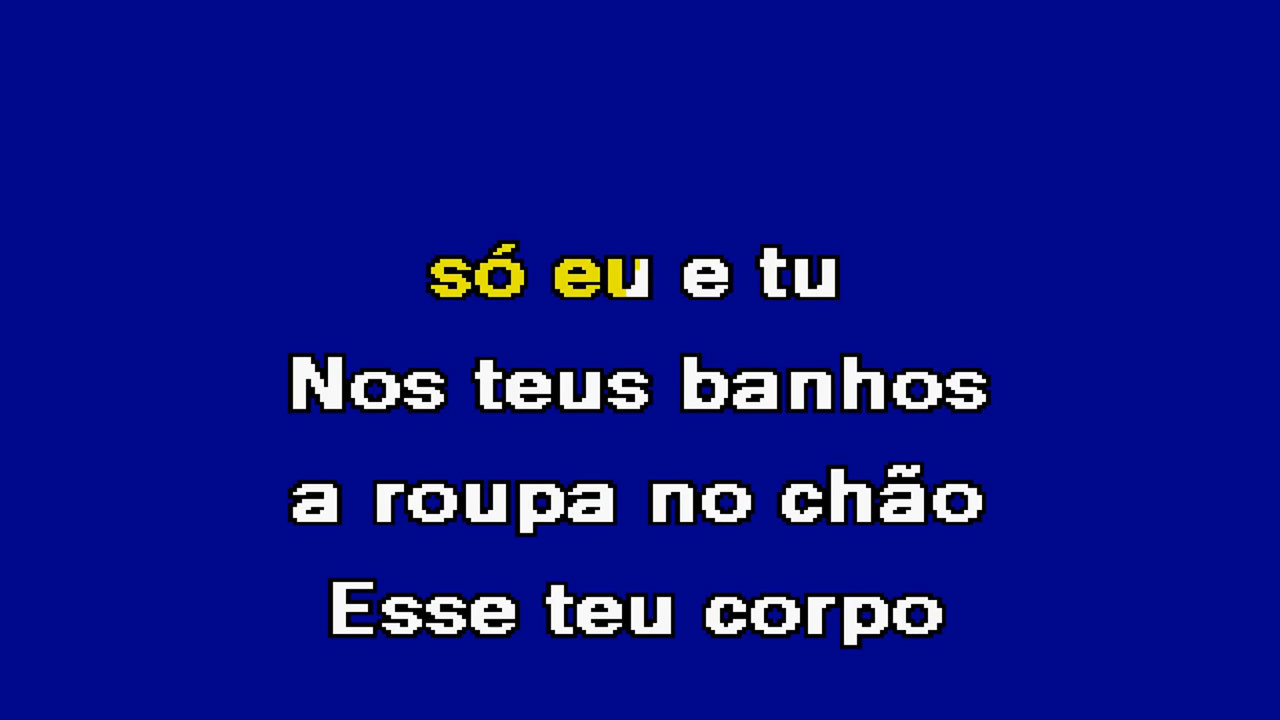 só eu e tu
Nos teus banhos
a roupa no chão
Esse teu corpo